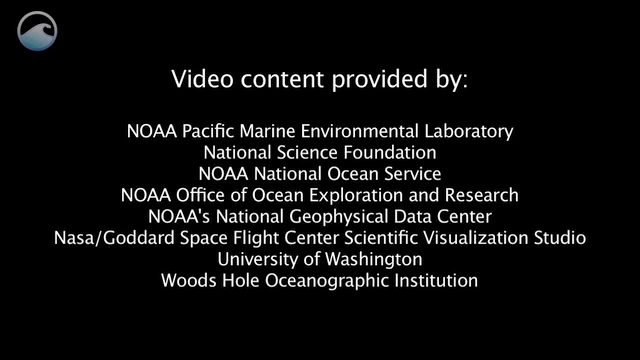 Video content provided by:
NOAA Pacific Marine Environmental Laboratory
National Science Foundation
NOAA National Ocean Service
NOAA Office of Ocean Exploration and Research
NOAA's National Geophysical Data Center
Nasa/Goddard Space Flight Center Scientific Visualization Studio
University of Washington
Woods Hole Oceanographic Institution